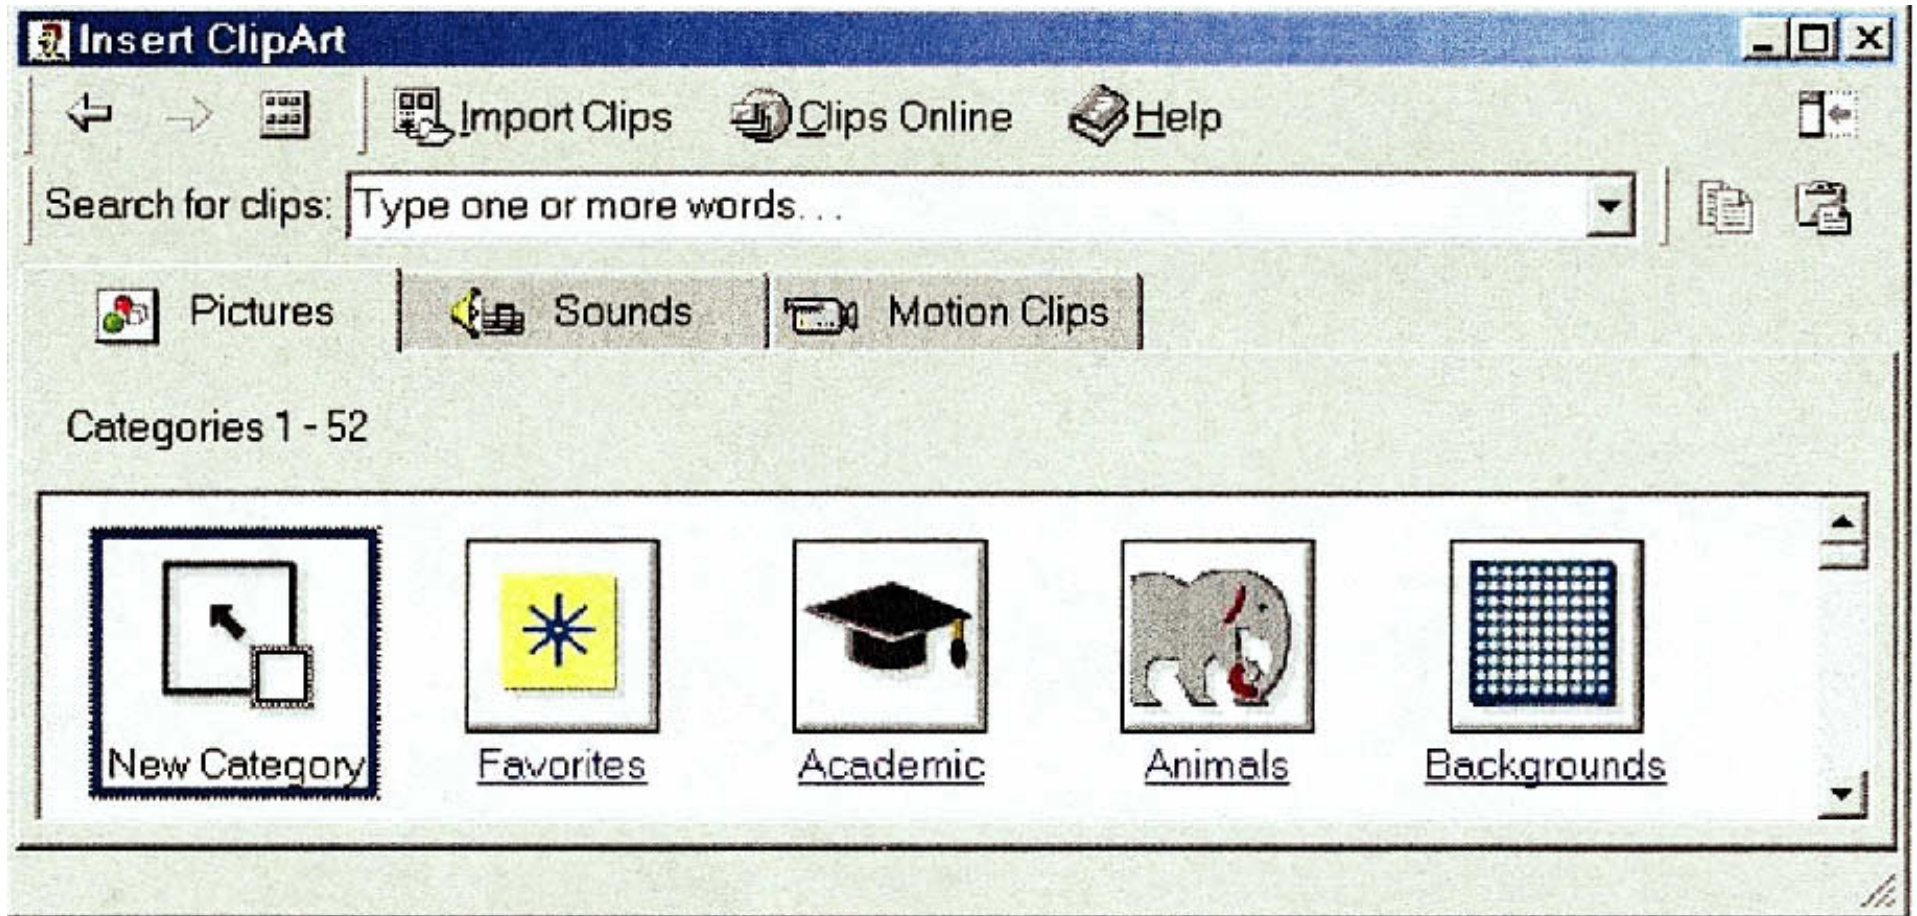 Insert ClipArt
Import Clips Clips Online Help
Search for clips: Type one or more words...
Pictures Sounds Motion Clips
Categories 1 - 52
New Category Favorites Academic Animals Backgrounds